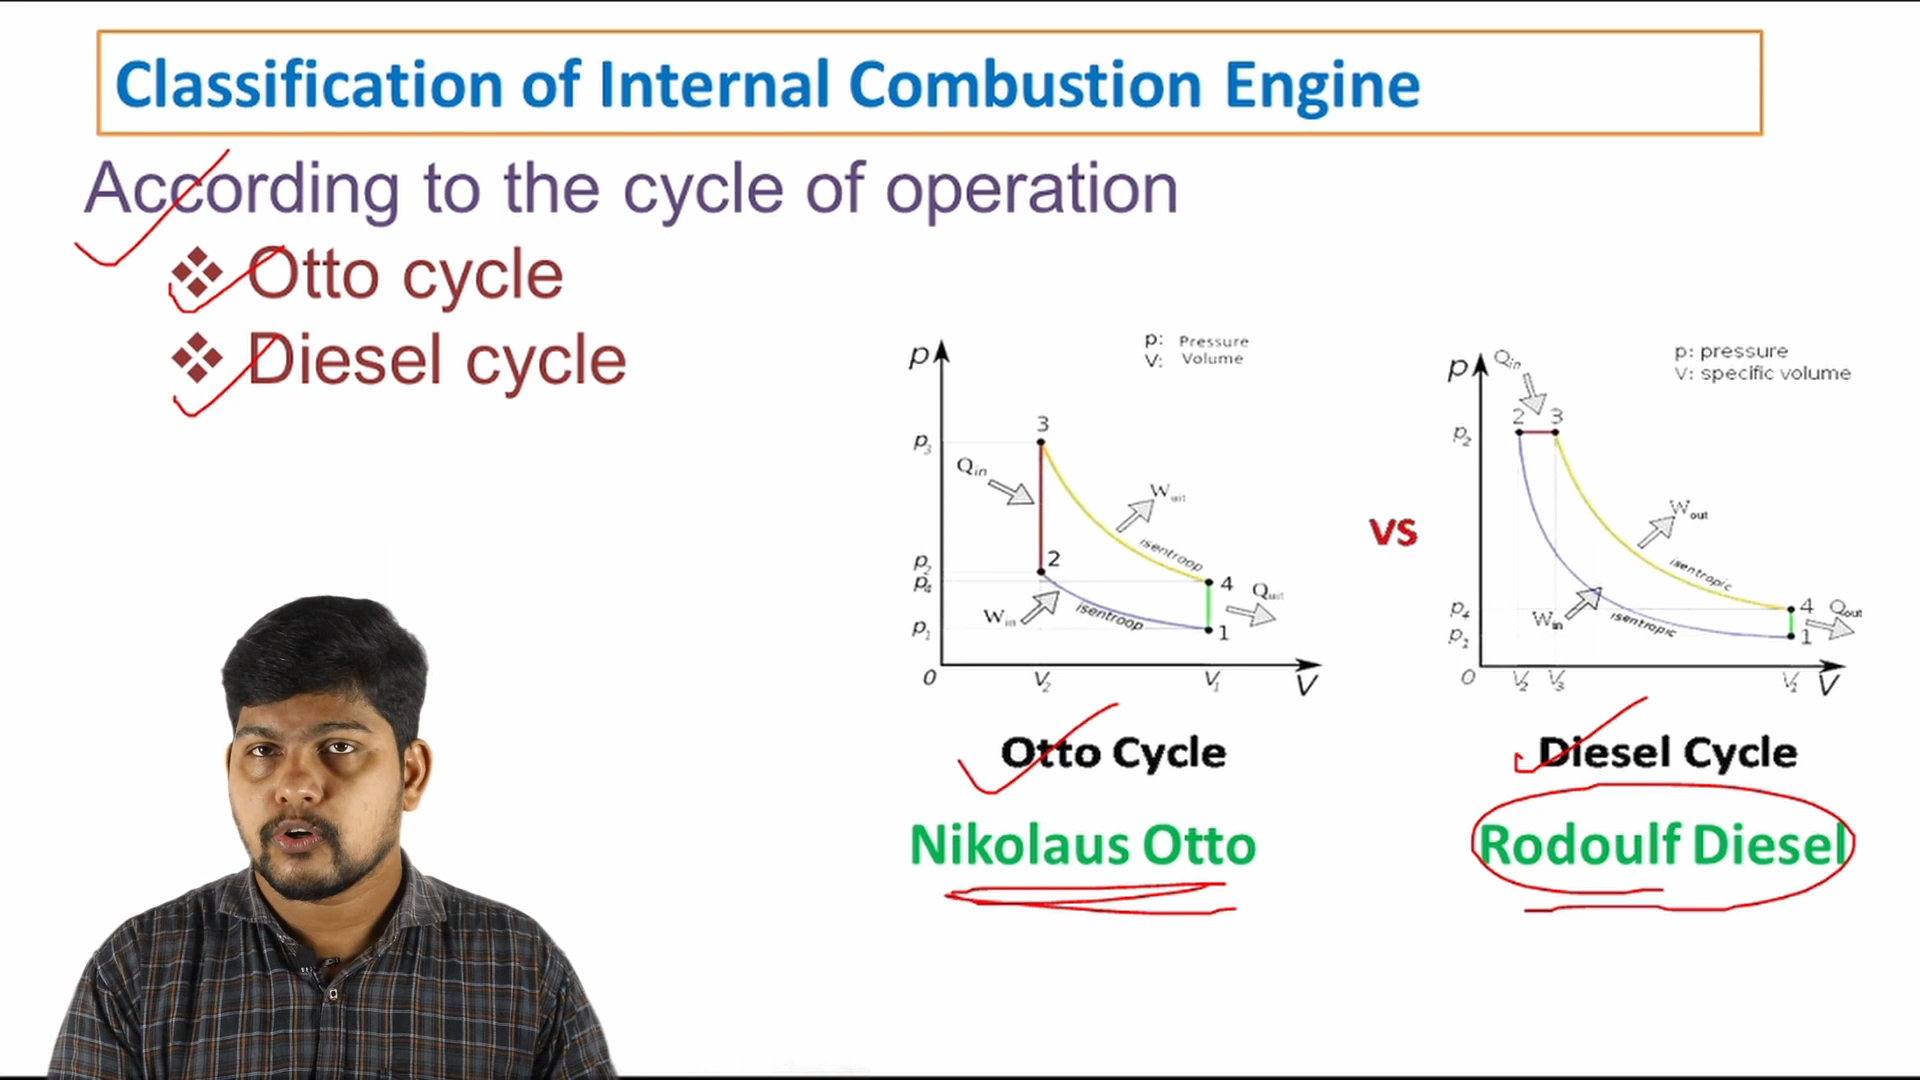 Classification of Internal Combustion Engine
According to the cycle of operation
❖ Otto cycle
❖ Diesel cycle
p
p: Pressure
V: Volume
3
p3
Qin
Wout
isentroop
2
p2
p4
4
Qout
Win
isentroop
p1
1
0
V2
V1
V
Otto Cycle
Nikolaus Otto
vs
p
Qin
p: pressure
V: specific volume
2 3
p2
Wout
isentropic
p4
4 Qout
Win
isentropic
p1
1
0
V2
V3
V1
V
Diesel Cycle
Rodoulf Diesel